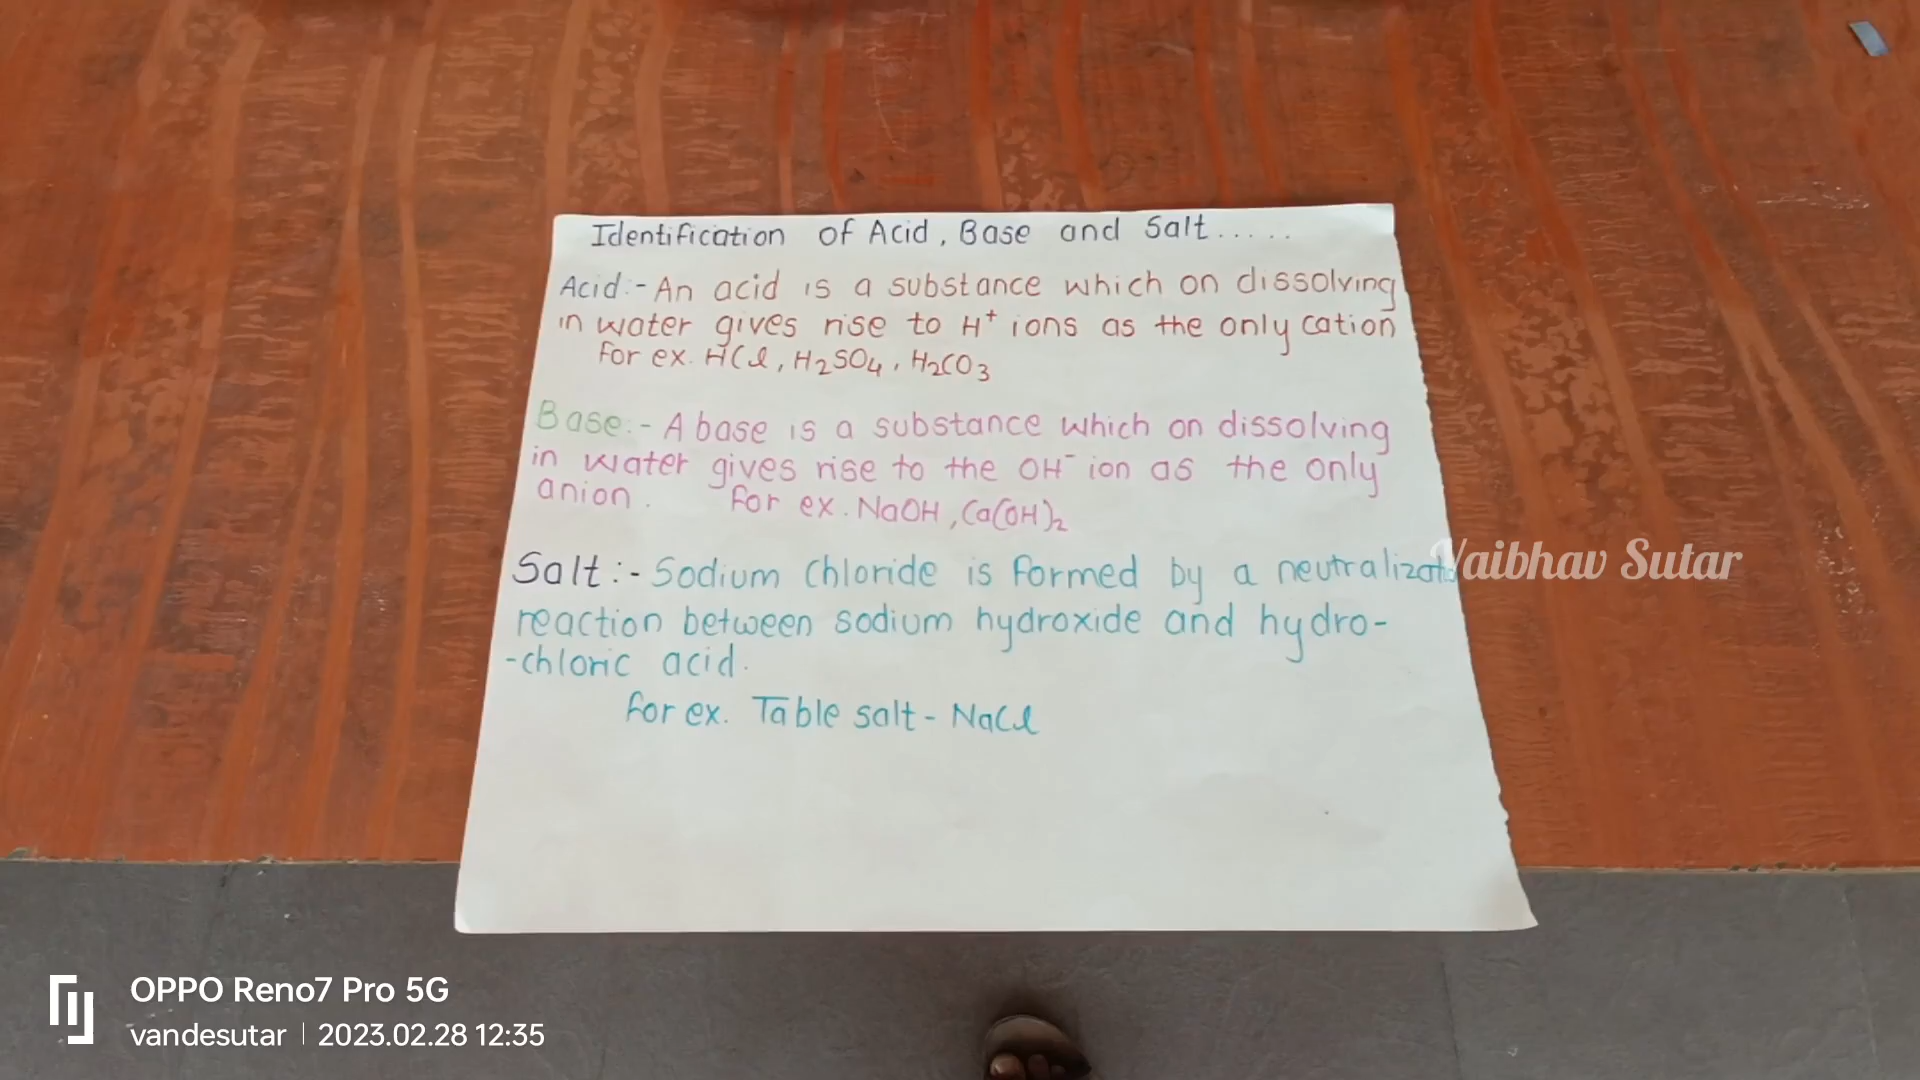 Identification of Acid, Base and Salt.....
Acid:- An acid is a substance which on dissolving
in water gives rise to H⁺ ions as the only cation
For ex. HCl, H₂SO₄, H₂CO₃
Base:- A base is a substance which on dissolving
in water gives rise to the OH⁻ ion as the only
anion. For ex. NaOH, Ca(OH)₂
Salt:- Sodium Chloride is formed by a
reaction between sodium hydroxide and hydro-
-chloric acid.
For ex. Table salt - NaCl
Vaibhav Sutar
OPPO Reno7 Pro 5G
vandesutar | 2023.02.28 12:35